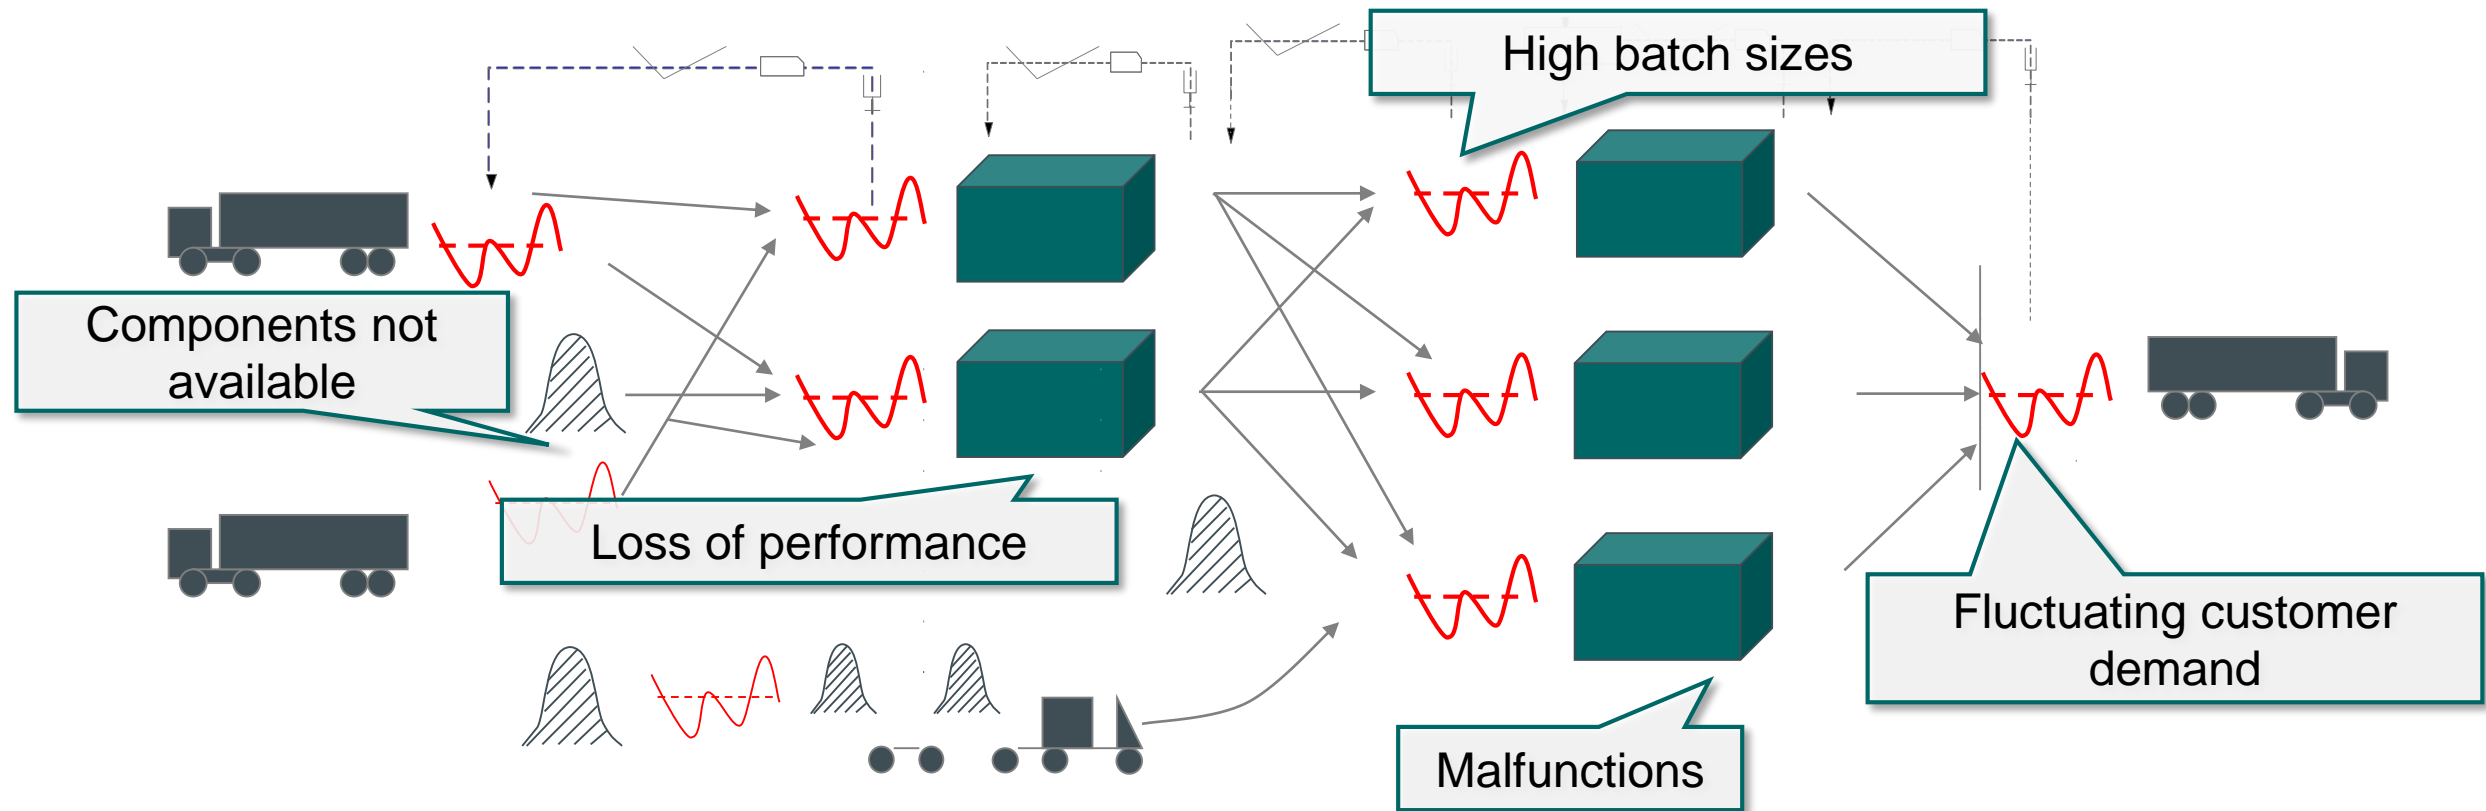 High batch sizes
Components not
available
Loss of performance
Fluctuating customer
demand
Malfunctions